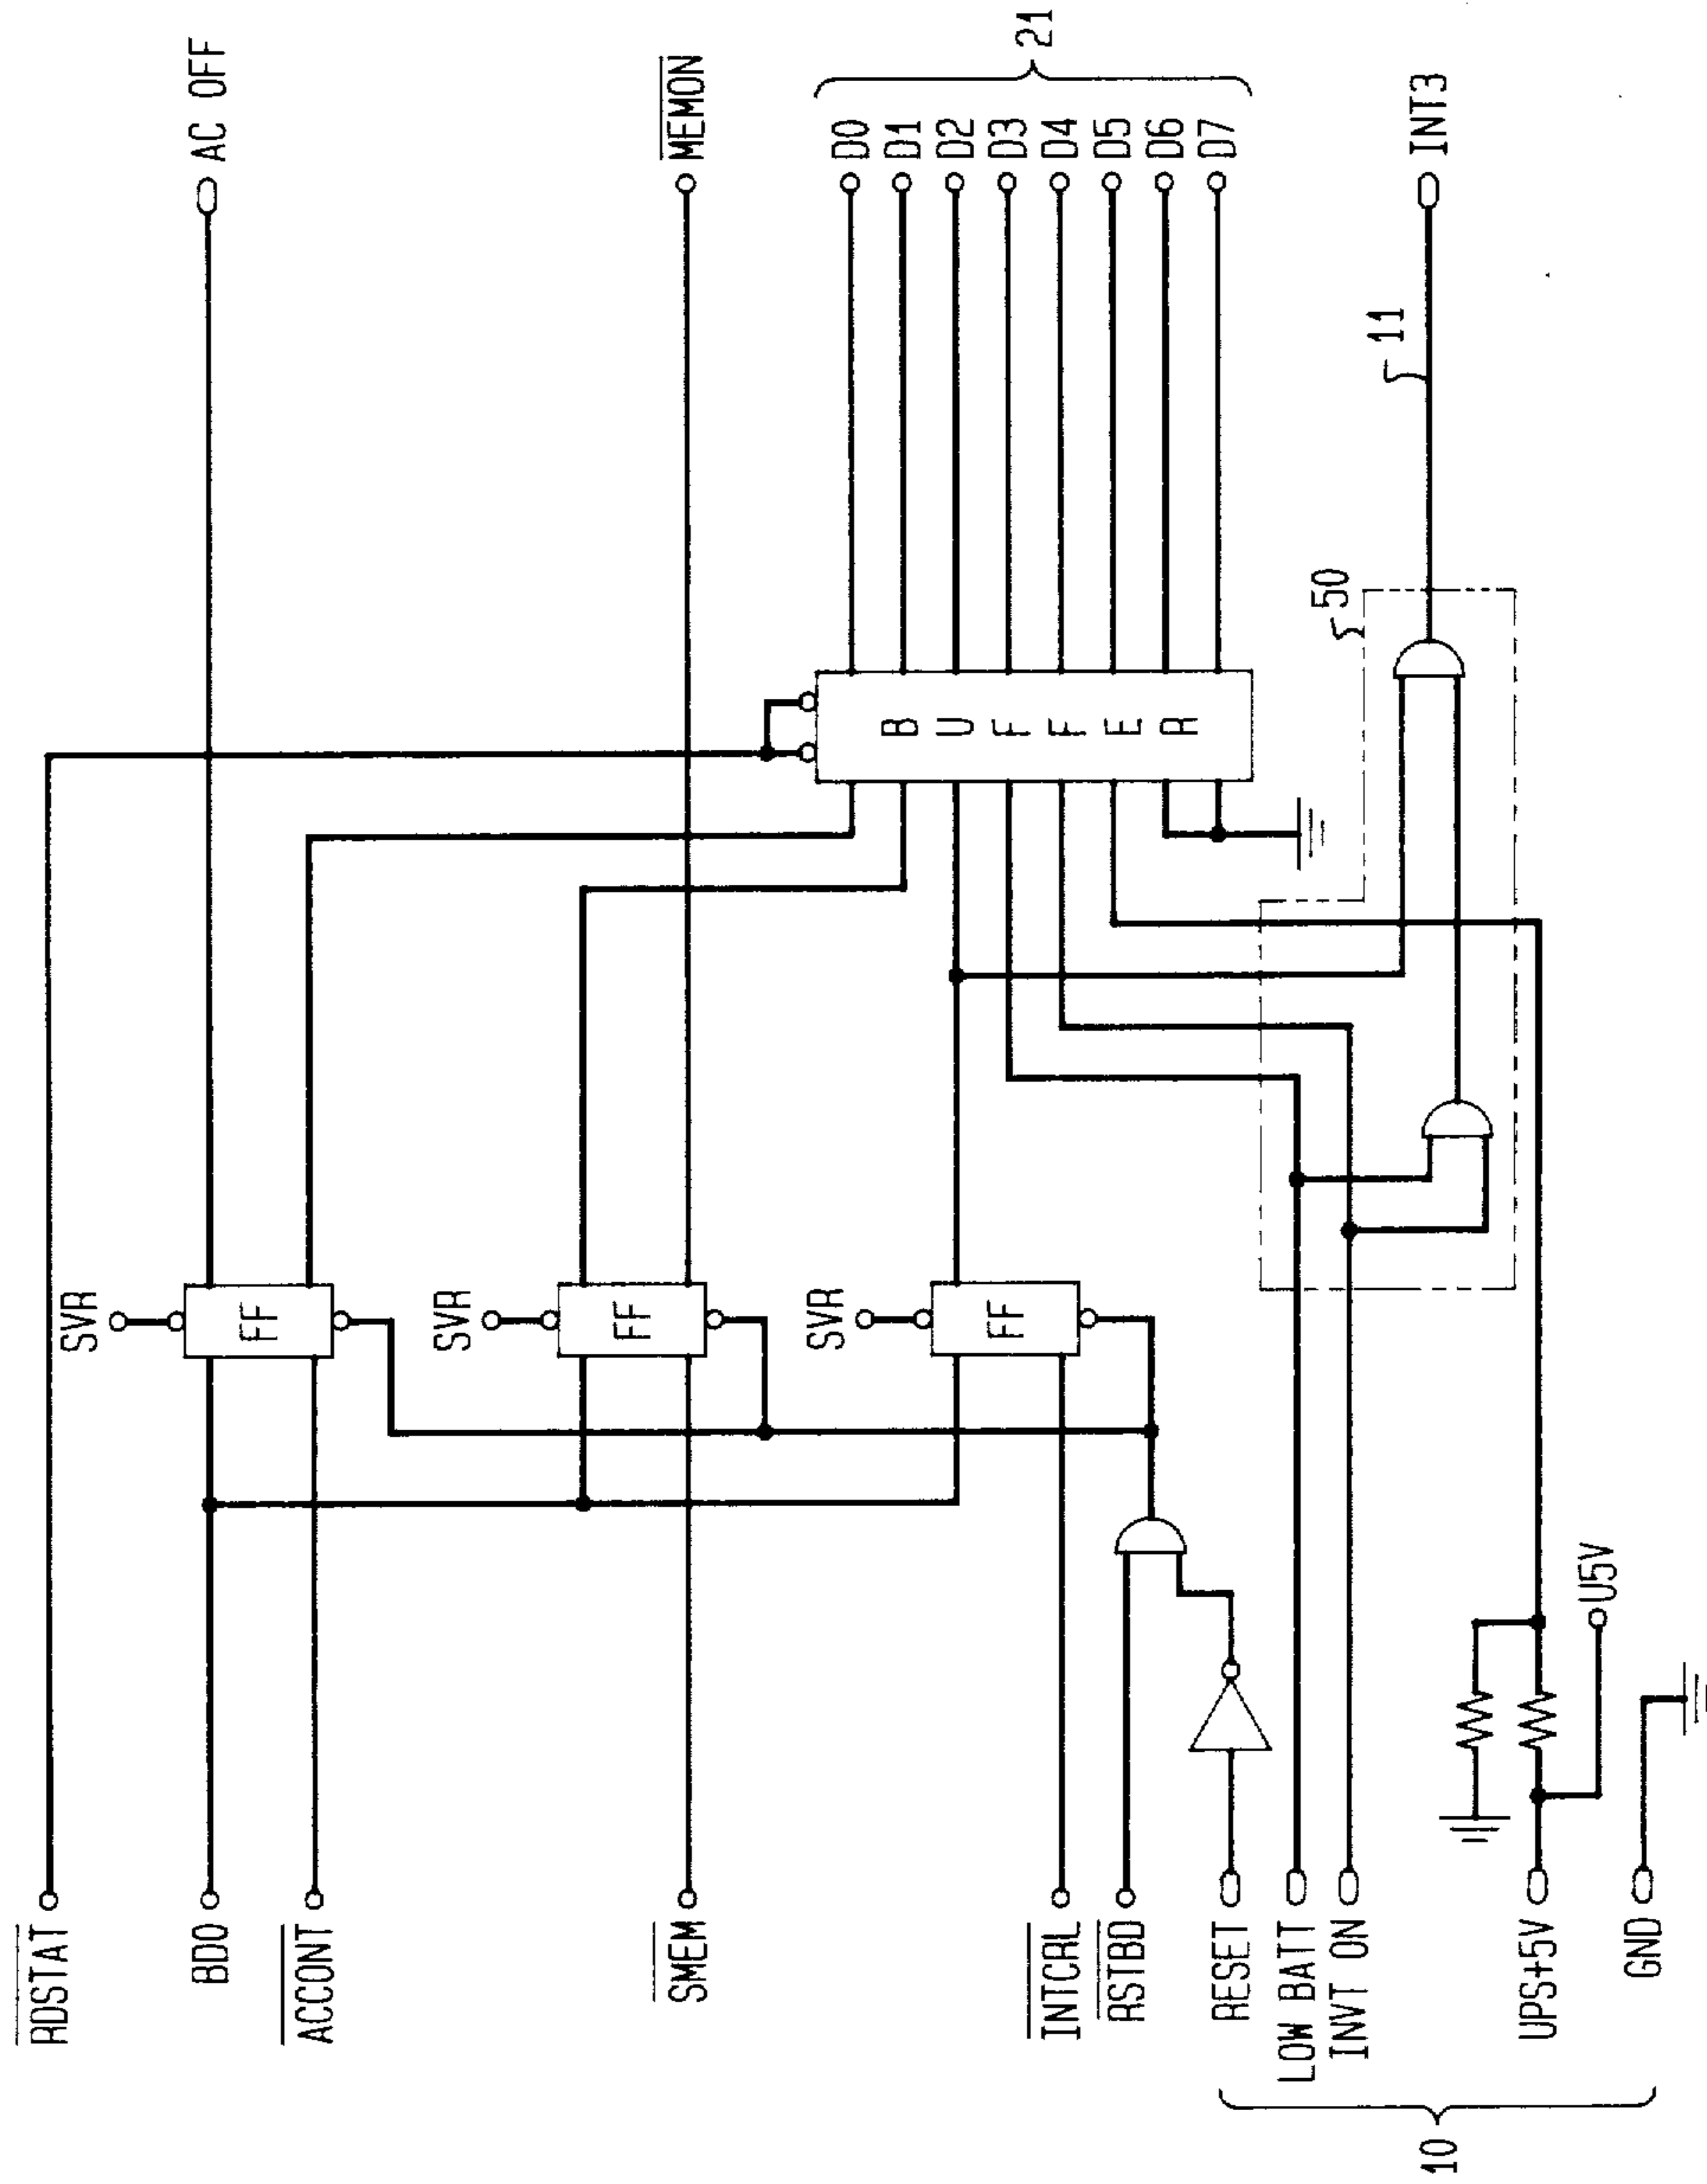 AC OFF
MEMON
D0
D1
D2
D3
D4
D5
D6
D7
21
INT3
11
50
BUFFER
SVR
FF
SVR
FF
SVR
FF
U5V
RDSTAT
BD0
ACCONT
SMEM
INTCRL
RSTBD
RESET
LOW BATT
INVT ON
UPS+5V
GND
10